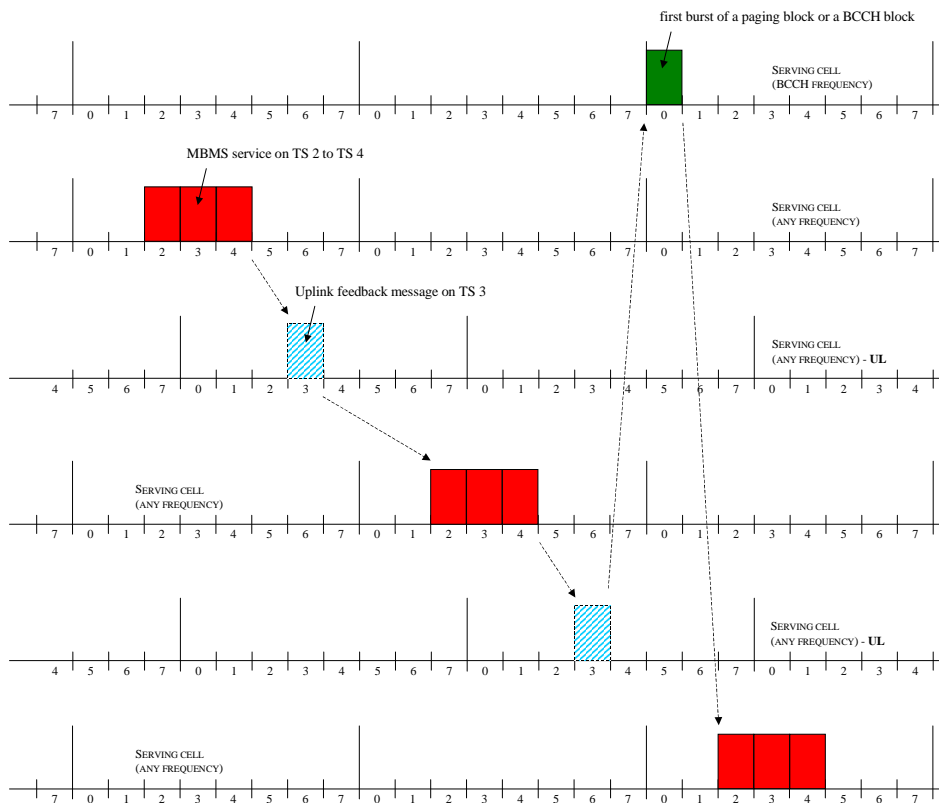 first burst of a paging block or a BCCH block
SERVING CELL
(BCCH FREQUENCY)
7 0 1 2 3 4 5 6 7 0 1 2 3 4 5 6 7 0 1 2 3 4 5 6 7
MBMS service on TS 2 to TS 4
SERVING CELL
(ANY FREQUENCY)
7 0 1 2 3 4 5 6 7 0 1 2 3 4 5 6 7 0 1 2 3 4 5 6 7
Uplink feedback message on TS 3
SERVING CELL
(ANY FREQUENCY) - UL
4 5 6 7 0 1 2 3 4 5 6 7 0 1 2 3 4 5 6 7 0 1 2 3 4
SERVING CELL
(ANY FREQUENCY)
7 0 1 2 3 4 5 6 7 0 1 2 3 4 5 6 7 0 1 2 3 4 5 6 7
SERVING CELL
(ANY FREQUENCY) - UL
4 5 6 7 0 1 2 3 4 5 6 7 0 1 2 3 4 5 6 7 0 1 2 3 4
SERVING CELL
(ANY FREQUENCY)
7 0 1 2 3 4 5 6 7 0 1 2 3 4 5 6 7 0 1 2 3 4 5 6 7